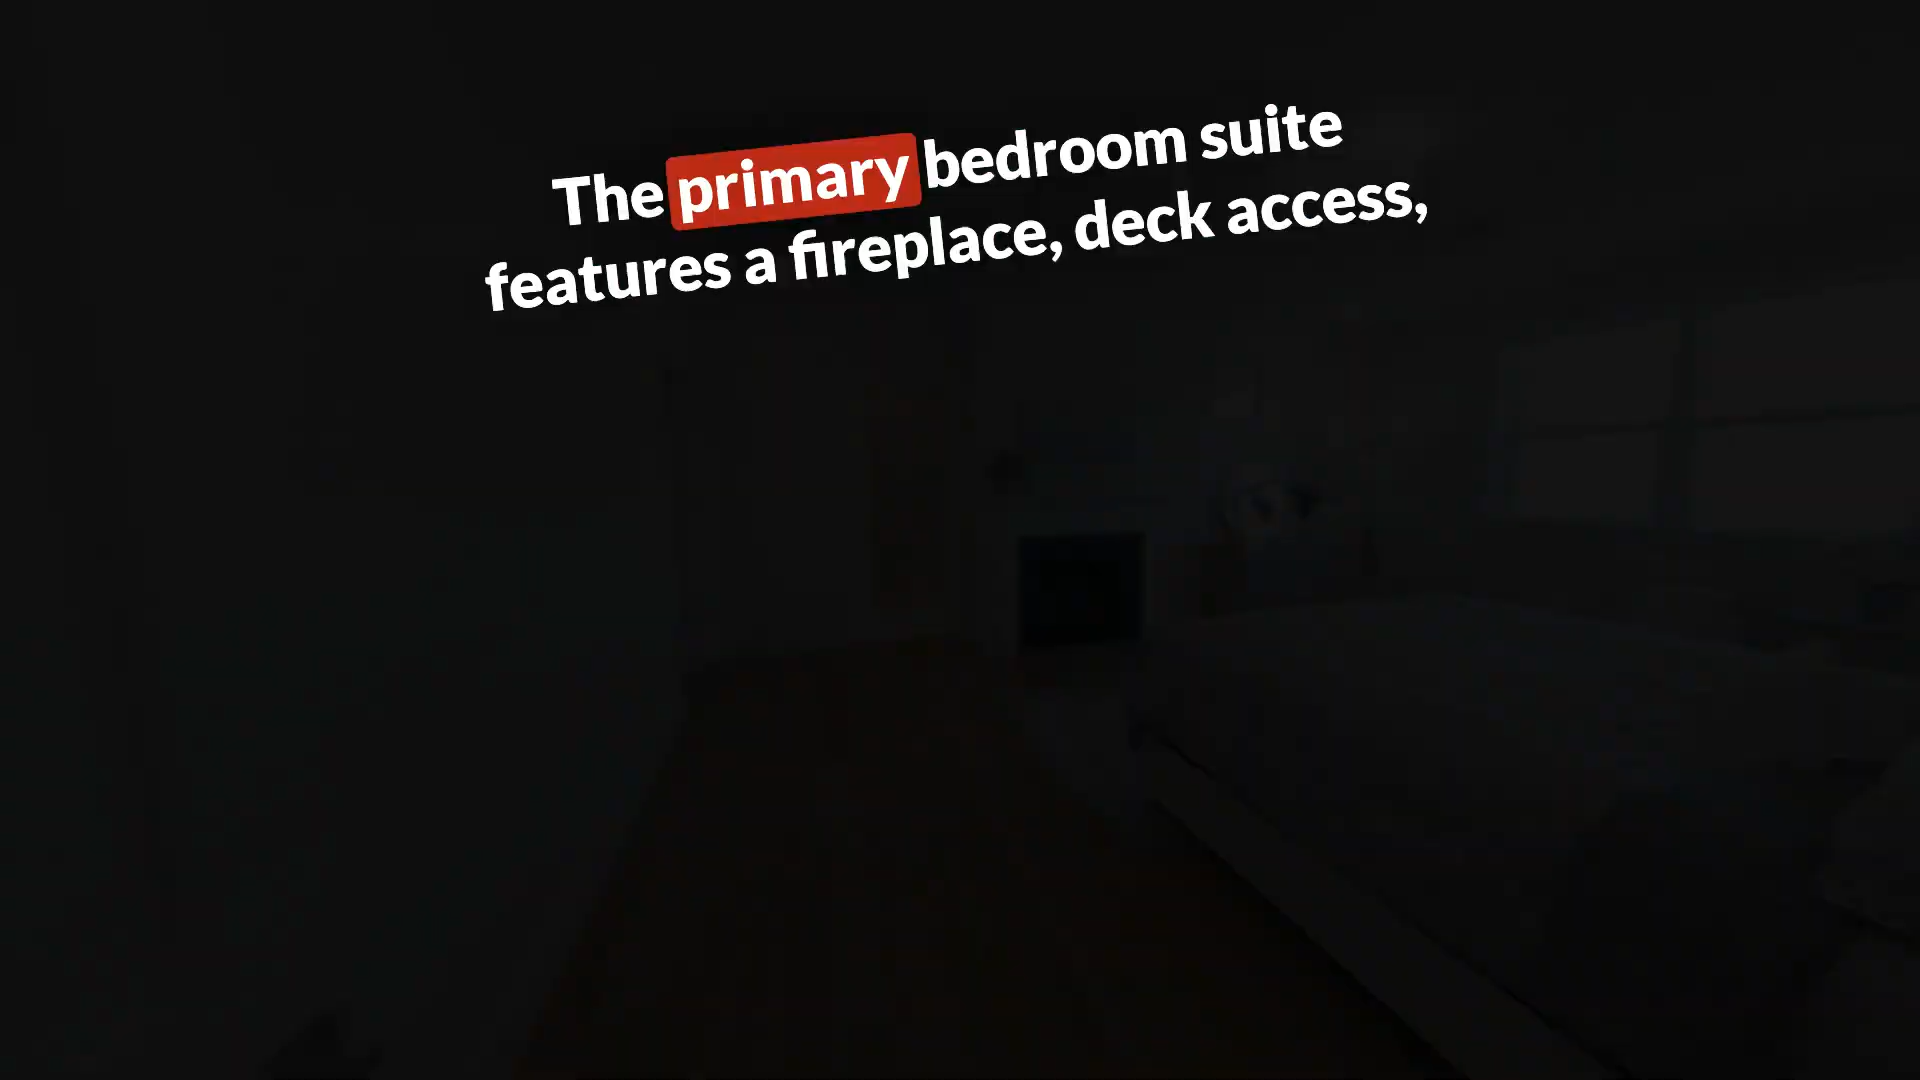 The primary bedroom suite
features a fireplace, deck access,